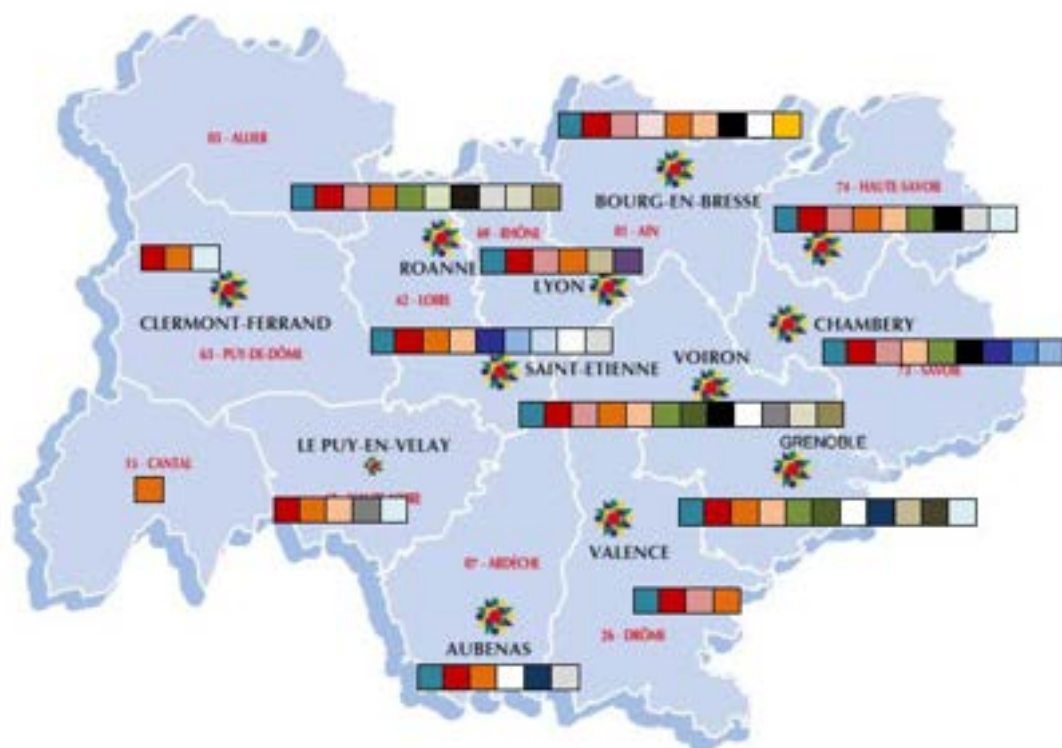 03 - ALLIER
BOURG-EN-BRESSE
74 - HAUTE SAVOIE
69 - RHÔNE
01 - AIN
ROANNE
LYON
42 - LOIRE
CLERMONT-FERRAND
63 - PUY-DE-DÔME
CHAMBERY
VOIRON
SAINT-ETIENNE
73 - SAVOIE
LE PUY-EN-VELAY
GRENOBLE
15 - CANTAL
VALENCE
07 - ARDÈCHE
26 - DRÔME
AUBENAS